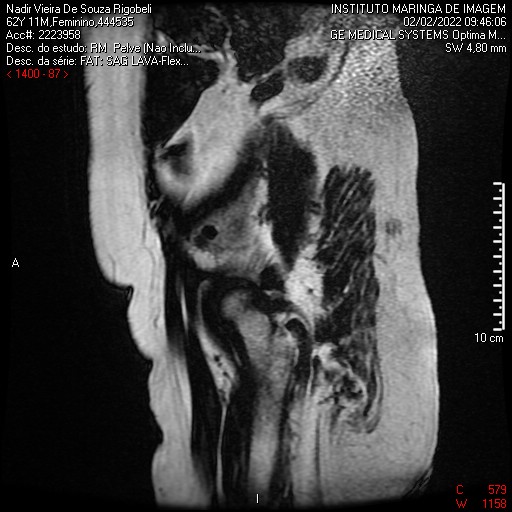 Nadir Vieira De Souza Rigobeli
62Y 11M,Feminino,444535
Acc#: 2223958
Desc. do estudo: RM Pelve (Nao Inclu...
Desc. da série: FAT: SAG LAVA-Flex...
< 1400 - 87 >
INSTITUTO MARINGA DE IMAGEM
02/02/2022 09:46:06
GE MEDICAL SYSTEMS Optima M...
SW 4,80 mm
A
10 cm
I
C 579
W 1158